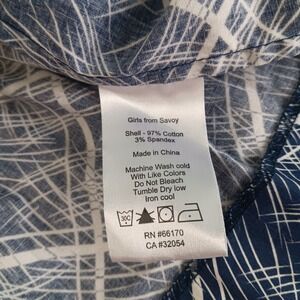 Girls from Savoy
Shell - 97% Cotton
3% Spandex
Made in China
Machine Wash cold
With Like Colors
Do Not Bleach
Tumble Dry low
Iron cool
RN #66170
CA #32054